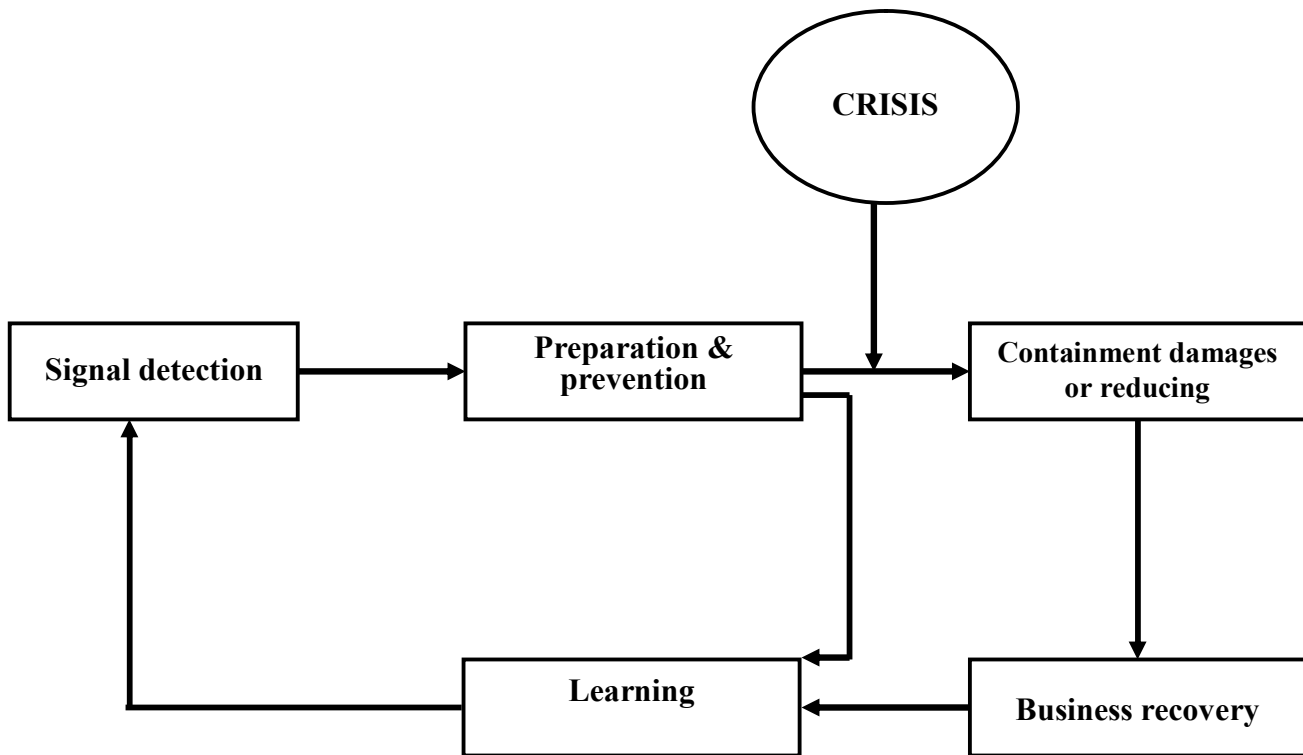 CRISIS
Signal detection
Preparation &
prevention
Containment damages
or reducing
Learning
Business recovery